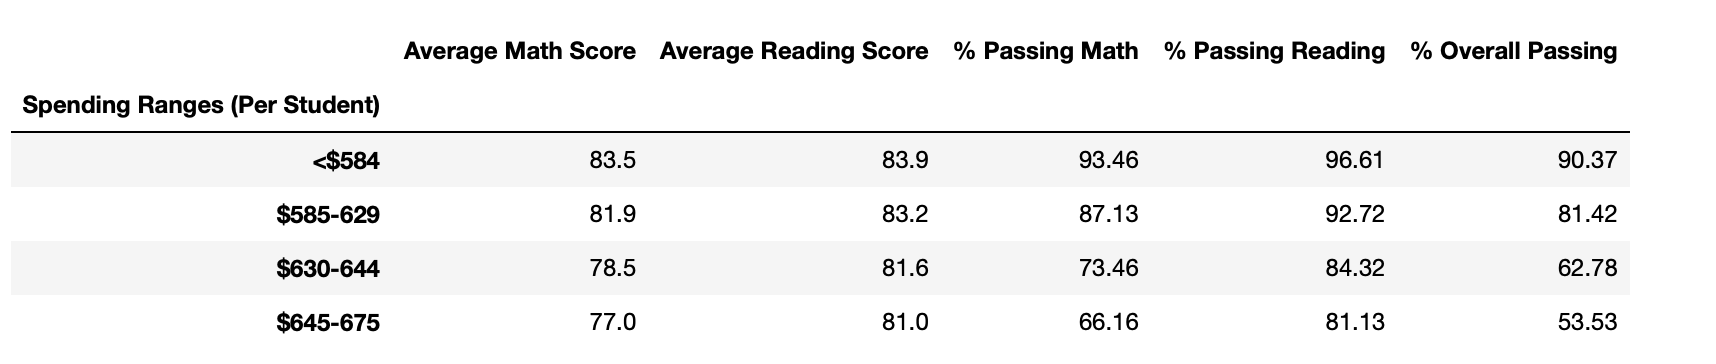 Average Math Score Average Reading Score % Passing Math % Passing Reading % Overall Passing
Spending Ranges (Per Student)
<$584 83.5 83.9 93.46 96.61 90.37
$585-629 81.9 83.2 87.13 92.72 81.42
$630-644 78.5 81.6 73.46 84.32 62.78
$645-675 77.0 81.0 66.16 81.13 53.53